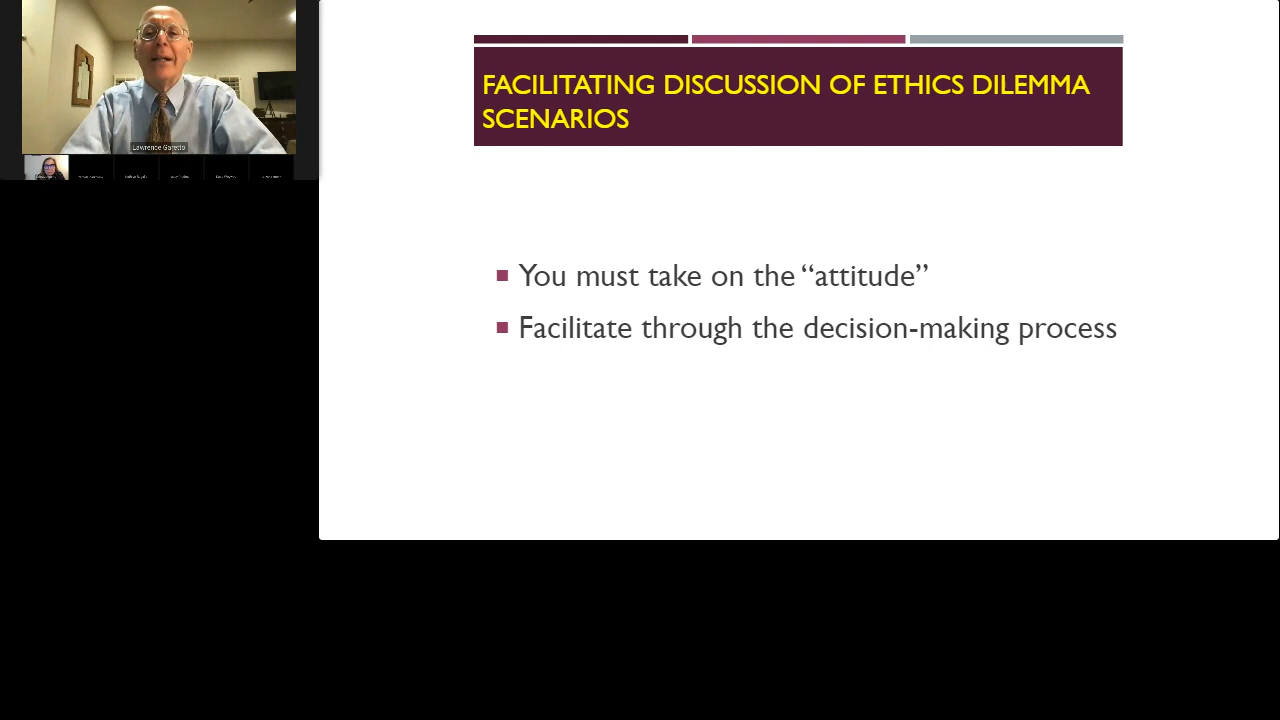 Lawrence Garetto
FACILITATING DISCUSSION OF ETHICS DILEMMA
SCENARIOS
You must take on the “attitude”
Facilitate through the decision-making process